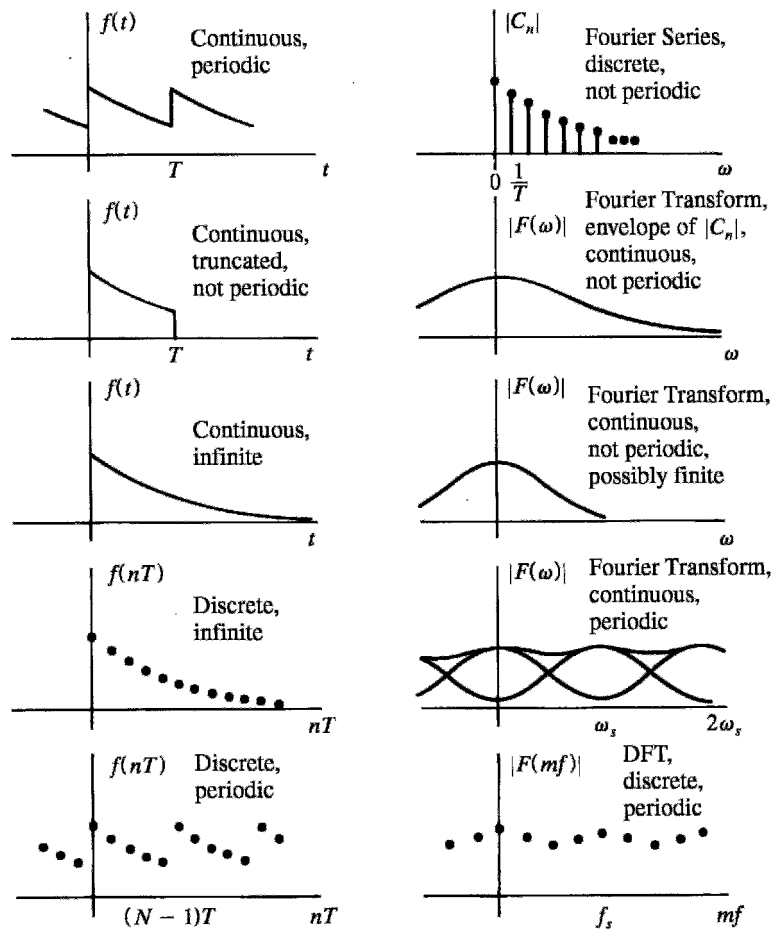 f(t)
Continuous,
periodic
T
t
|Cₙ|
Fourier Series,
discrete,
not periodic
0
1/T
ω
f(t)
Continuous,
truncated,
not periodic
T
t
|F(ω)|
Fourier Transform,
envelope of |Cₙ|,
continuous,
not periodic
ω
f(t)
Continuous,
infinite
t
|F(ω)|
Fourier Transform,
continuous,
not periodic,
possibly finite
ω
f(nT)
Discrete,
infinite
nT
|F(ω)|
Fourier Transform,
continuous,
periodic
ωₛ
2ωₛ
f(nT)
Discrete,
periodic
(N − 1)T
nT
|F(mf)|
DFT,
discrete,
periodic
fₛ
mf